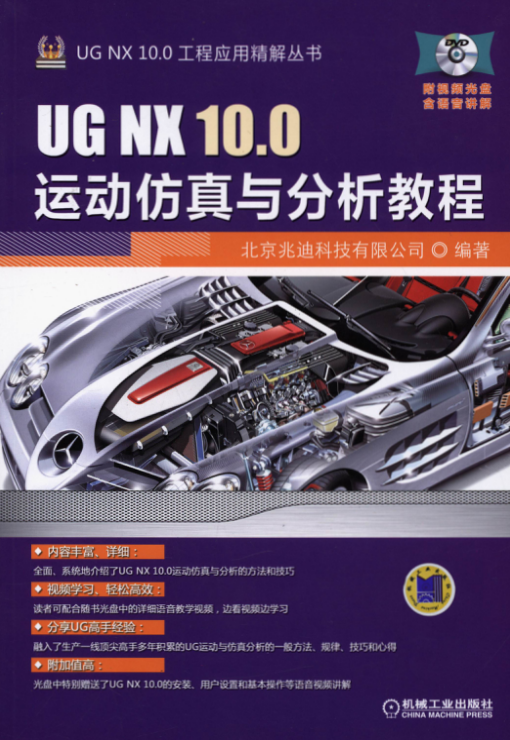 UG NX 10.0 工程应用精解丛书
DVD
附视频光盘
含语音讲解
UG NX 10.0
运动仿真与分析教程
北京兆迪科技有限公司 ◎ 编著
◆ 内容丰富、详细：
全面、系统地介绍了UG NX 10.0运动仿真与分析的方法和技巧
◆ 视频学习、轻松高效：
读者可配合随书光盘中的详细语音教学视频，边看视频边学习
◆ 分享UG高手经验：
融入了生产一线顶尖高手多年积累的UG运动与仿真分析的一般方法、规律、技巧和心得
◆ 附加值高：
光盘中特别赠送了UG NX 10.0的安装、用户设置和基本操作等语音视频讲解
机械工业出版社
CHINA MACHINE PRESS